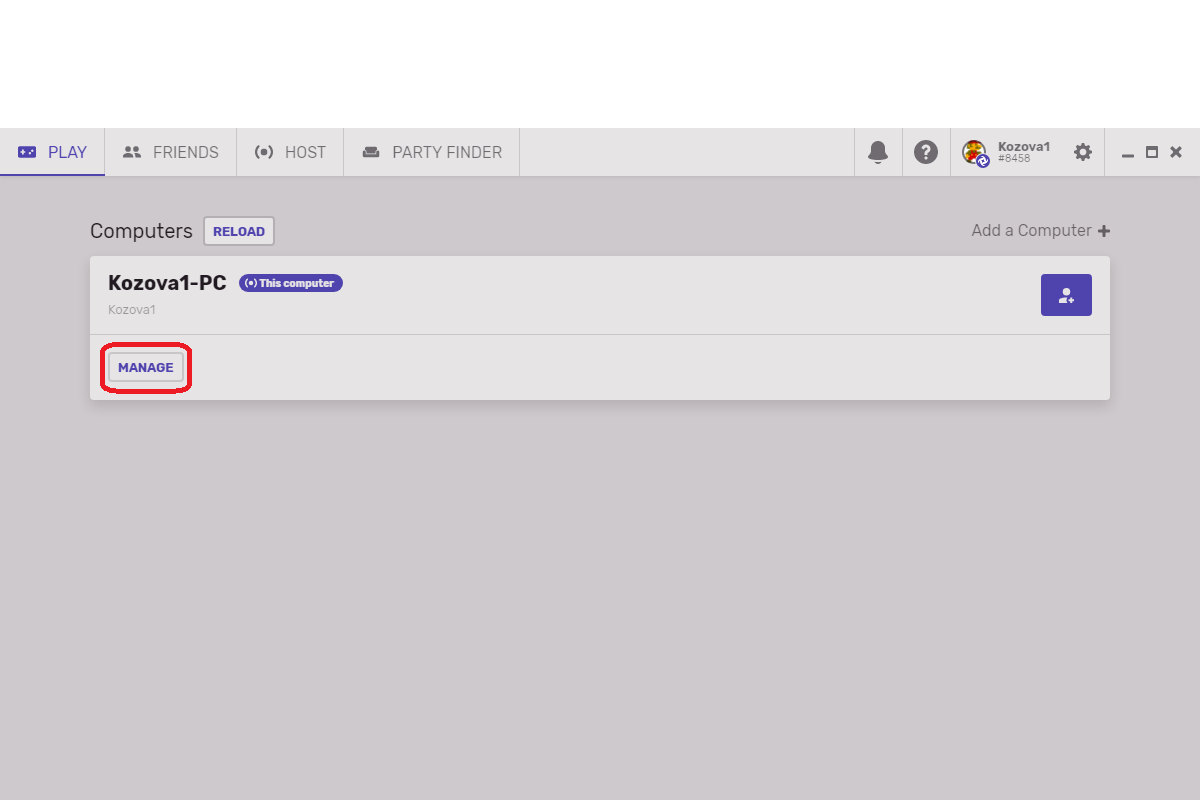 PLAY
FRIENDS
HOST
PARTY FINDER
Kozova1
#8458
Computers
RELOAD
Add a Computer
Kozova1-PC
This computer
Kozova1
MANAGE